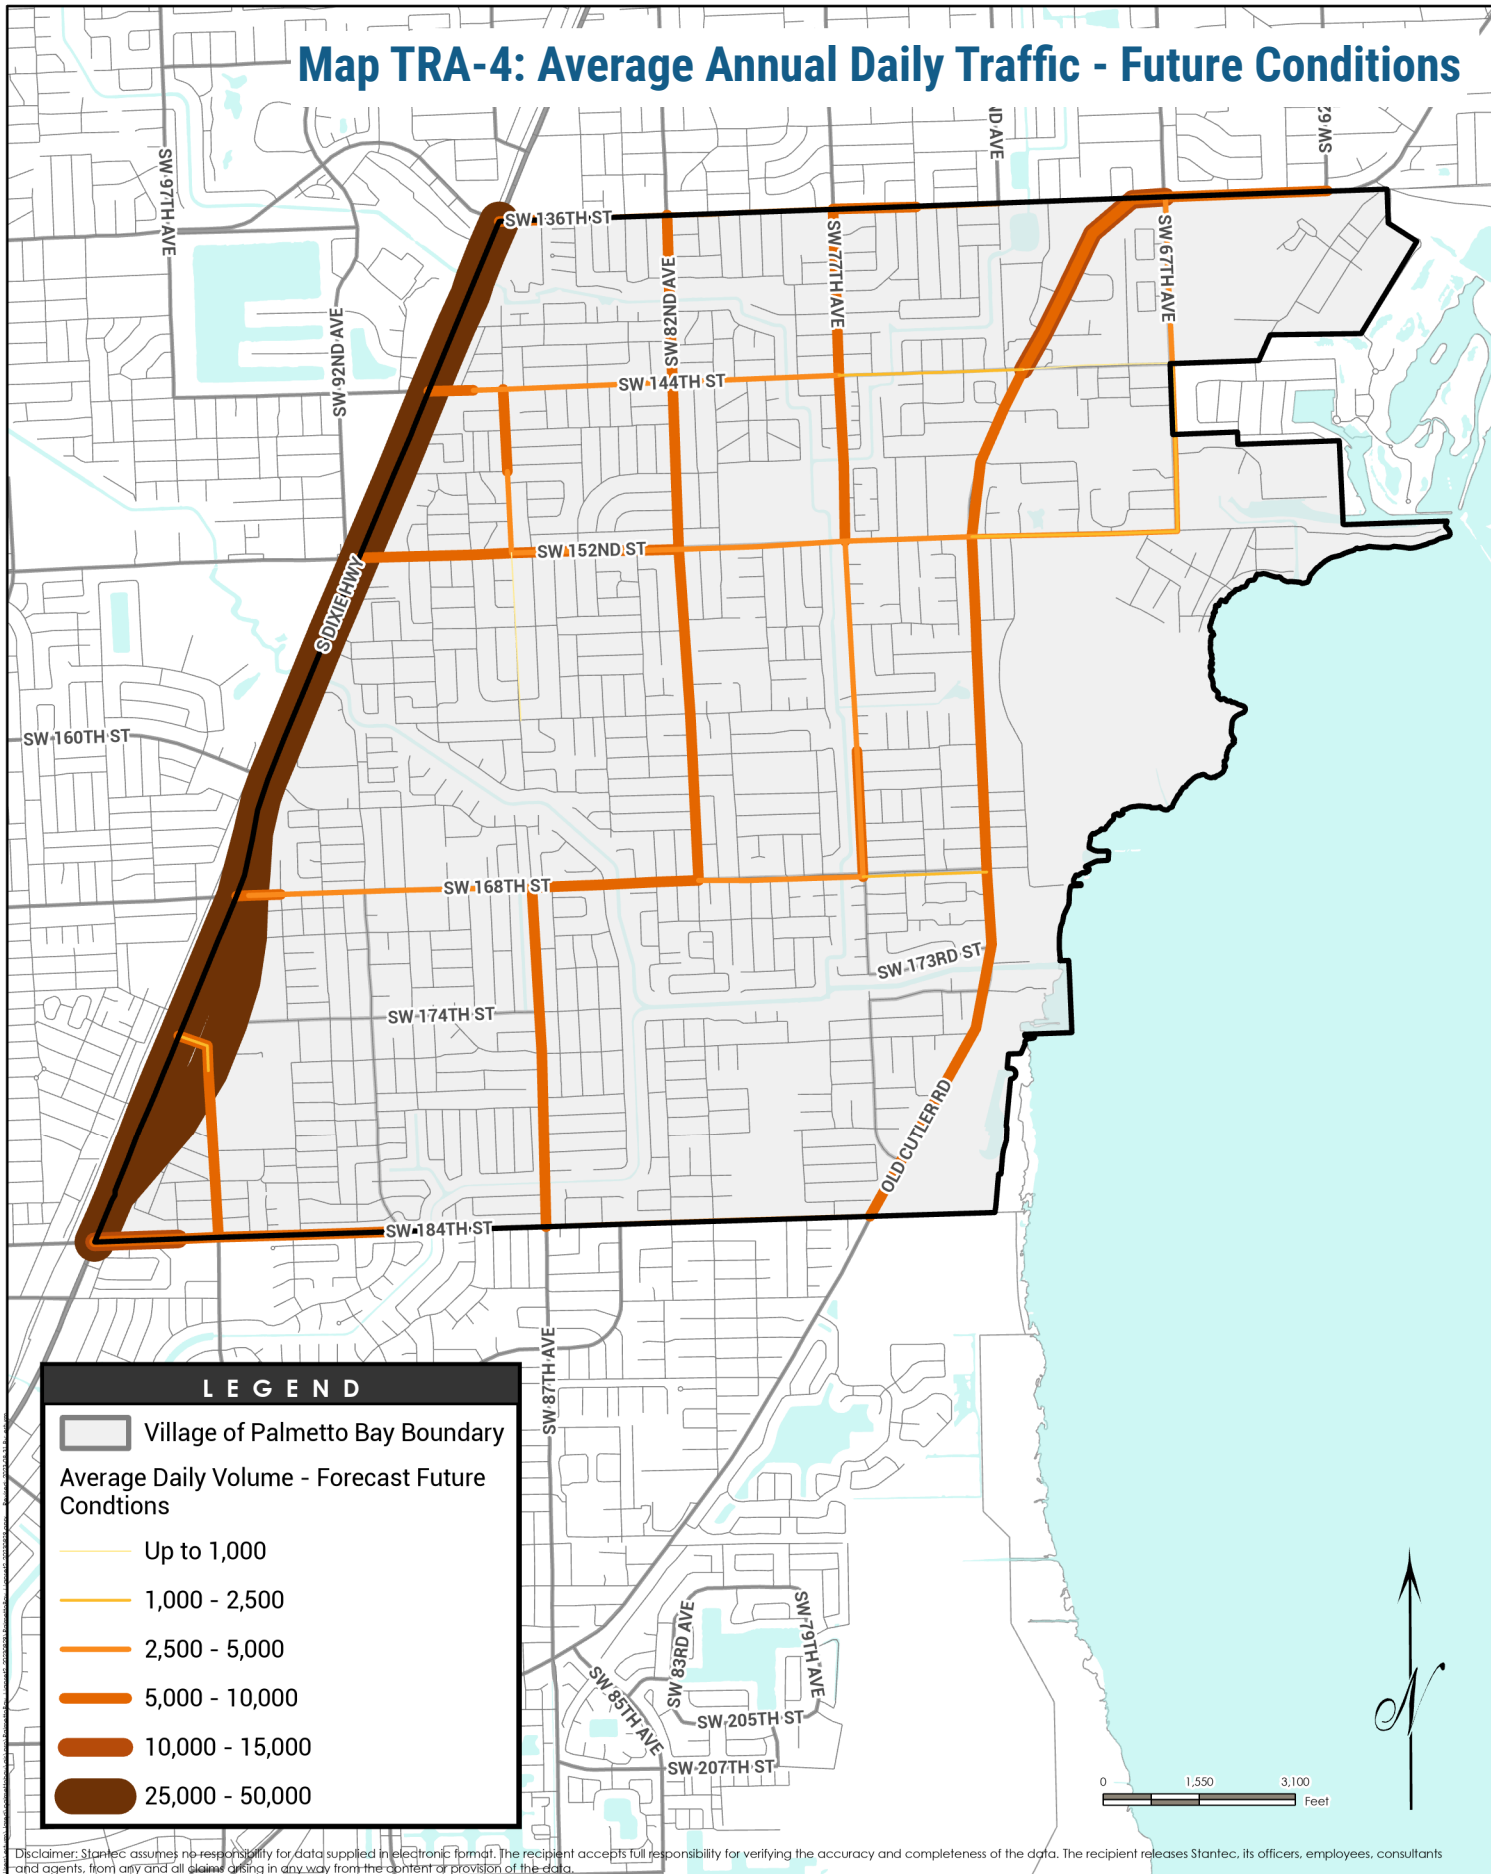 Map TRA-4: Average Annual Daily Traffic - Future Conditions
SW 97TH AVE
ND AVE
SW 62
SW 136TH ST
SW 92ND AVE
SW 82ND AVE
SW 77TH AVE
SW 67TH AVE
SW 144TH ST
SW 152ND ST
S DIXIE HWY
SW 160TH ST
SW 168TH ST
SW 173RD ST
SW 174TH ST
OLD CUTLER RD
SW 184TH ST
SW 87TH AVE
SW 83RD AVE
SW 79TH AVE
SW 85TH AVE
SW 205TH ST
SW 207TH ST
LEGEND
Village of Palmetto Bay Boundary
Average Daily Volume - Forecast Future
Condtions
Up to 1,000
1,000 - 2,500
2,500 - 5,000
5,000 - 10,000
10,000 - 15,000
25,000 - 50,000
N
0 1,550 3,100
Feet
Disclaimer: Stantec assumes no responsibility for data supplied in electronic format. The recipient accepts full responsibility for verifying the accuracy and completeness of the data. The recipient releases Stantec, its officers, employees, consultants
and agents, from any and all claims arising in any way from the content or provision of the data.